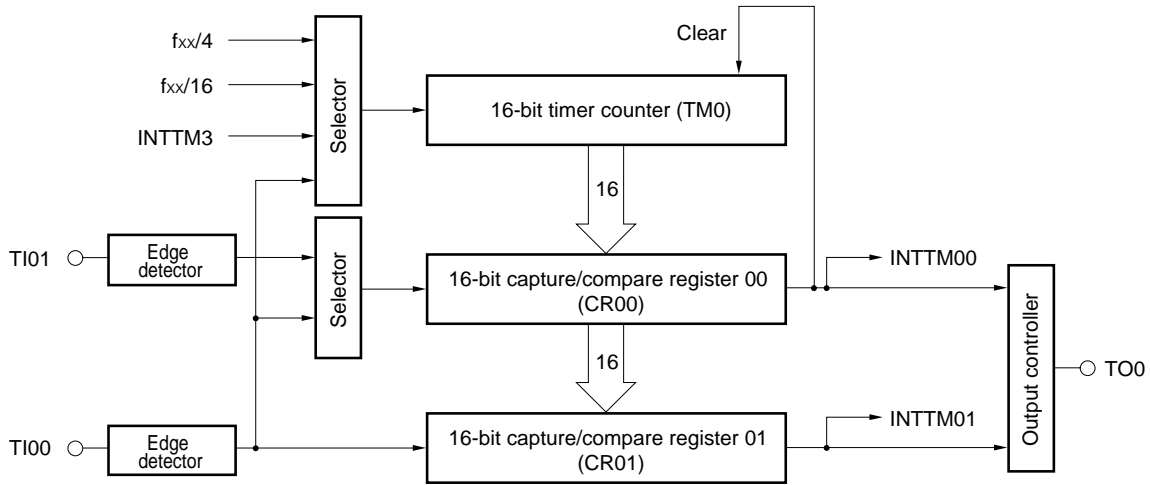 fxx/4
fxx/16
INTTM3
Selector
Clear
16-bit timer counter (TM0)
16
TI01
Edge
detector
Selector
16-bit capture/compare register 00
(CR00)
INTTM00
16
Output controller
TO0
TI00
Edge
detector
16-bit capture/compare register 01
(CR01)
INTTM01